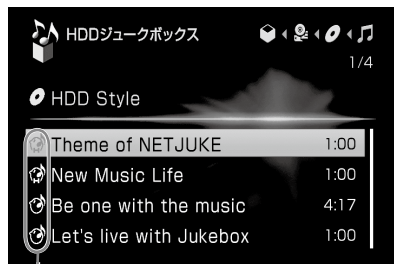 HDDジュークボックス
1/4
HDD Style
Theme of NETJUKE 1:00
New Music Life 1:00
Be one with the music 4:17
Let's live with Jukebox 1:00